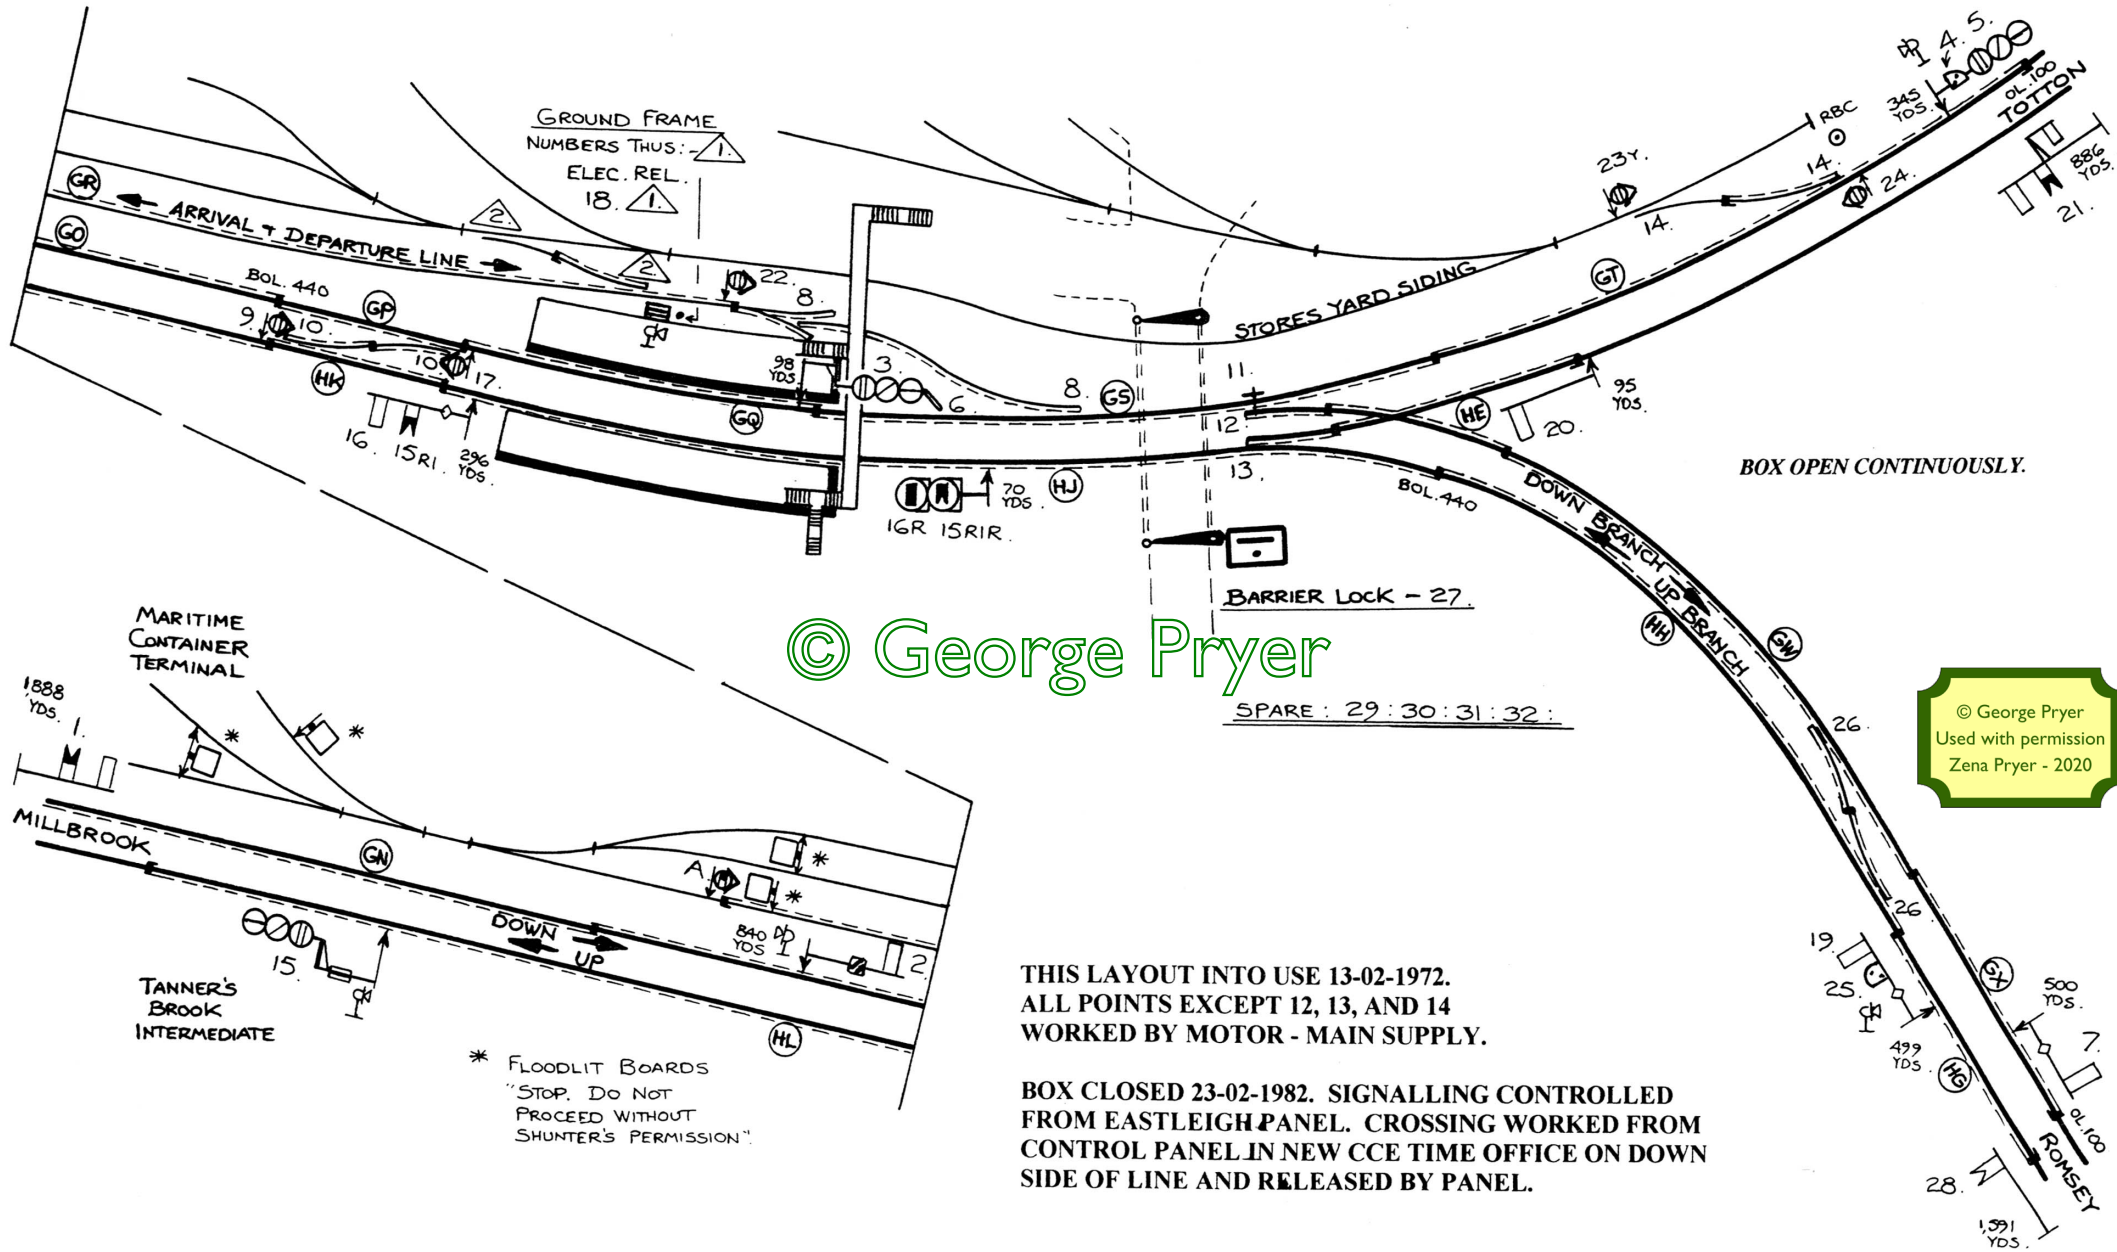 GROUND FRAME
NUMBERS THUS:- 1.
ELEC. REL.
18. 1.
GR
ARRIVAL + DEPARTURE LINE
GO
BOL. 440
GP
2.
2.
22.
8.
9.
10.
10.
17.
HK
16. 15RI.
296 YDS.
98 YDS.
3.
6.
8.
GQ
GS
11.
12.
13.
16R 15RIR.
70 YDS.
HJ
STORES YARD SIDING
23Y.
14.
14.
RBC
24.
GT
345 YDS.
4. 5.
OL.100
TOTTON
886 YDS.
21.
HE
20.
95 YDS.
BOX OPEN CONTINUOUSLY.
BOL.440
DOWN BRANCH
UP BRANCH
HH
GW
BARRIER LOCK - 27.
© George Pryer
SPARE : 29 : 30 : 31 : 32 :
© George Pryer
Used with permission
Zena Pryer - 2020
26.
26.
19.
25.
499 YDS.
HG
GX
500 YDS.
7.
OL.100
ROMSEY
28.
1,591 YDS.
MARITIME
CONTAINER
TERMINAL
1888 YDS.
1.
*
*
MILLBROOK
GN
DOWN
UP
A.
*
*
840 YDS
2.
15.
HL
TANNER'S
BROOK
INTERMEDIATE
* FLOODLIT BOARDS
"STOP. DO NOT
PROCEED WITHOUT
SHUNTER'S PERMISSION".
THIS LAYOUT INTO USE 13-02-1972.
ALL POINTS EXCEPT 12, 13, AND 14
WORKED BY MOTOR - MAIN SUPPLY.
BOX CLOSED 23-02-1982. SIGNALLING CONTROLLED
FROM EASTLEIGH PANEL. CROSSING WORKED FROM
CONTROL PANEL IN NEW CCE TIME OFFICE ON DOWN
SIDE OF LINE AND RELEASED BY PANEL.